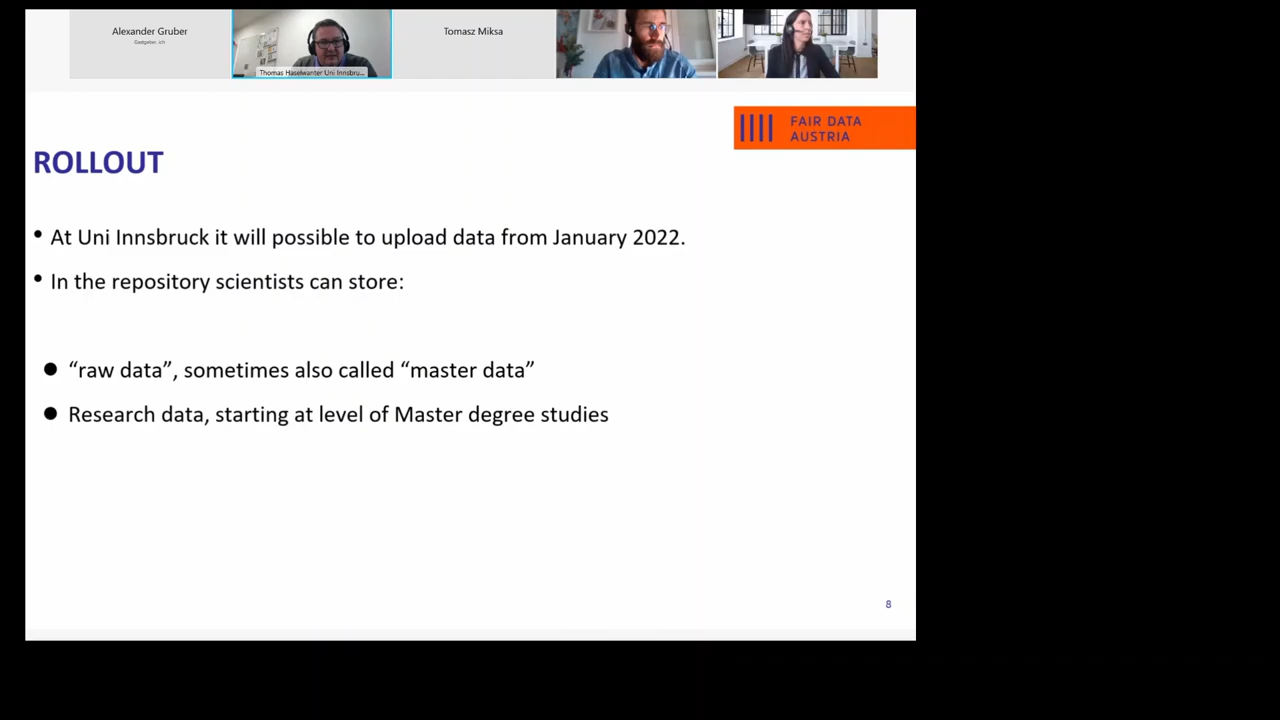 Alexander Gruber
Gastgeber, ich
Thomas Haselwanter Uni Innsbru...
Tomasz Miksa
FAIR DATA
AUSTRIA
ROLLOUT
• At Uni Innsbruck it will possible to upload data from January 2022.
• In the repository scientists can store:
● “raw data”, sometimes also called “master data”
● Research data, starting at level of Master degree studies
8